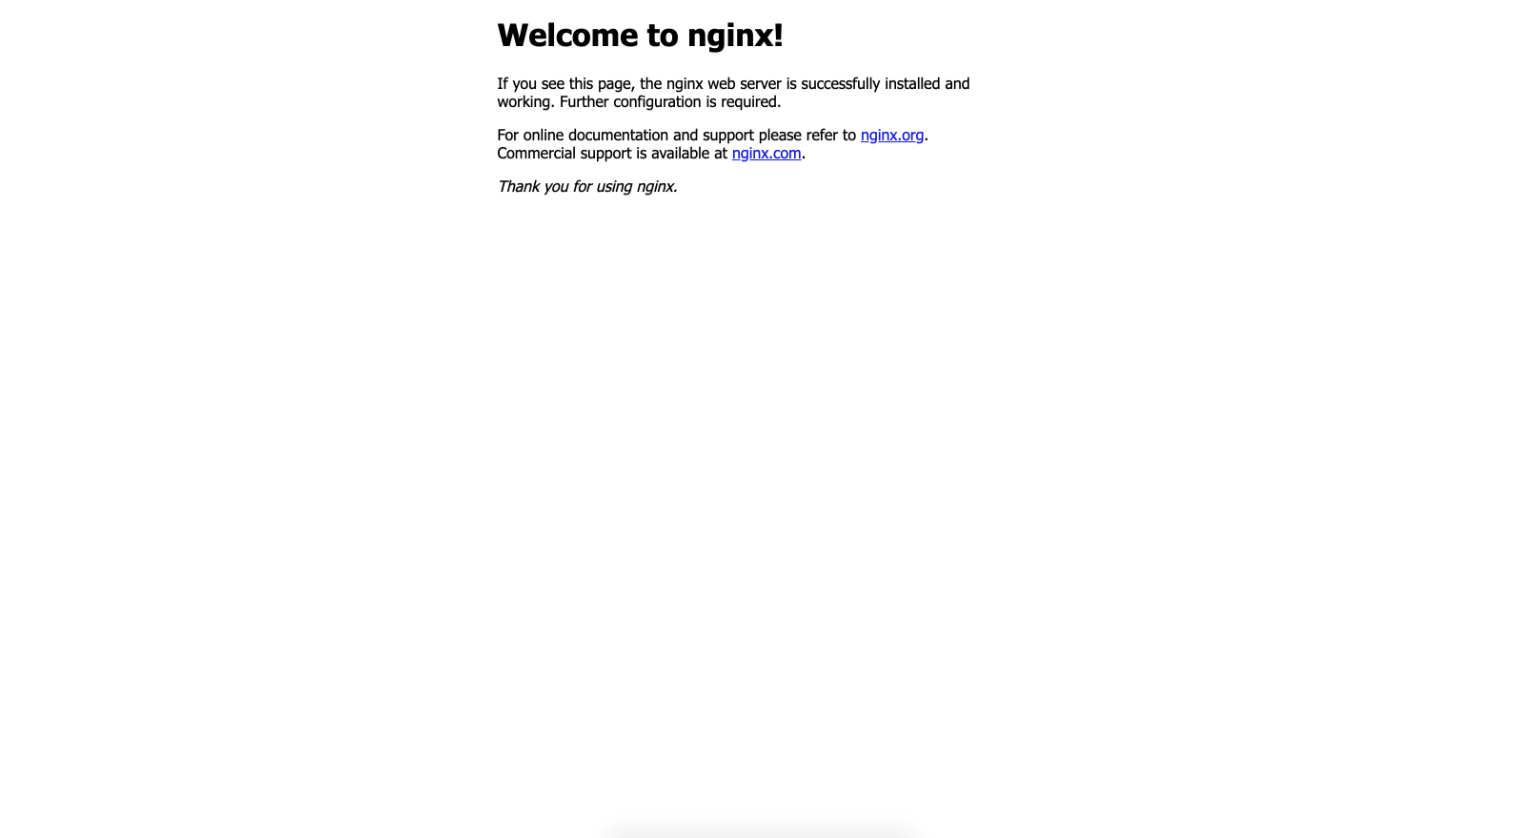 Welcome to nginx!
If you see this page, the nginx web server is successfully installed and
working. Further configuration is required.
For online documentation and support please refer to nginx.org.
Commercial support is available at nginx.com.
Thank you for using nginx.